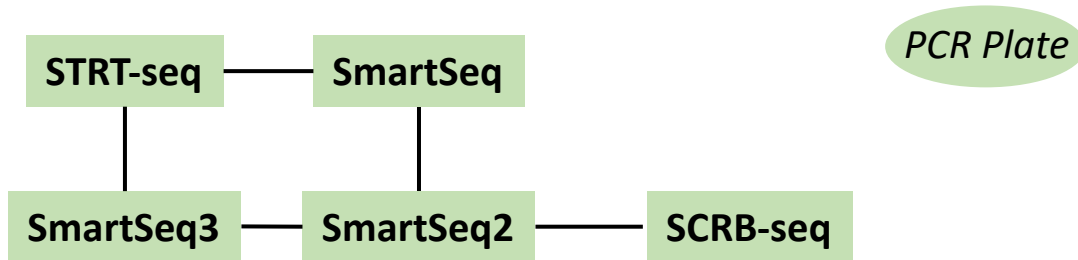 PCR Plate
STRT-seq
SmartSeq
SmartSeq3
SmartSeq2
SCRB-seq